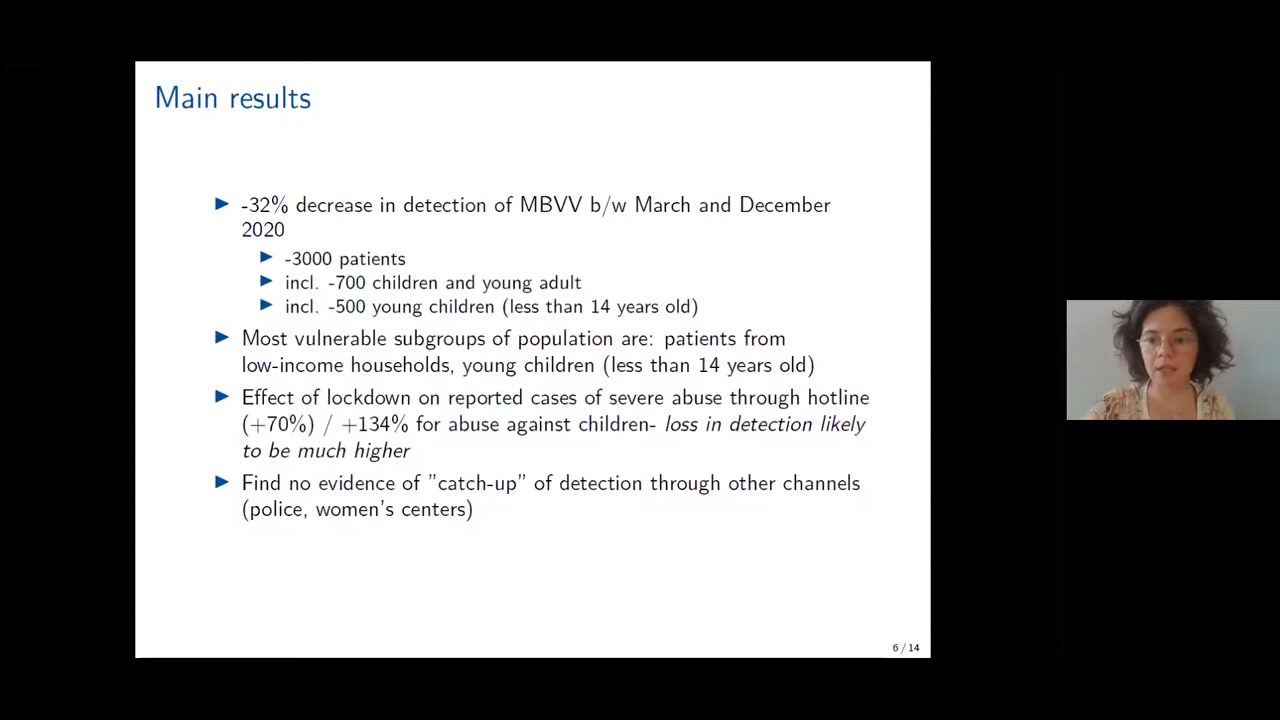 Main results
-32% decrease in detection of MBVV b/w March and December
2020
-3000 patients
incl. -700 children and young adult
incl. -500 young children (less than 14 years old)
Most vulnerable subgroups of population are: patients from
low-income households, young children (less than 14 years old)
Effect of lockdown on reported cases of severe abuse through hotline
(+70%) / +134% for abuse against children- loss in detection likely
to be much higher
Find no evidence of "catch-up" of detection through other channels
(police, women's centers)
6 / 14